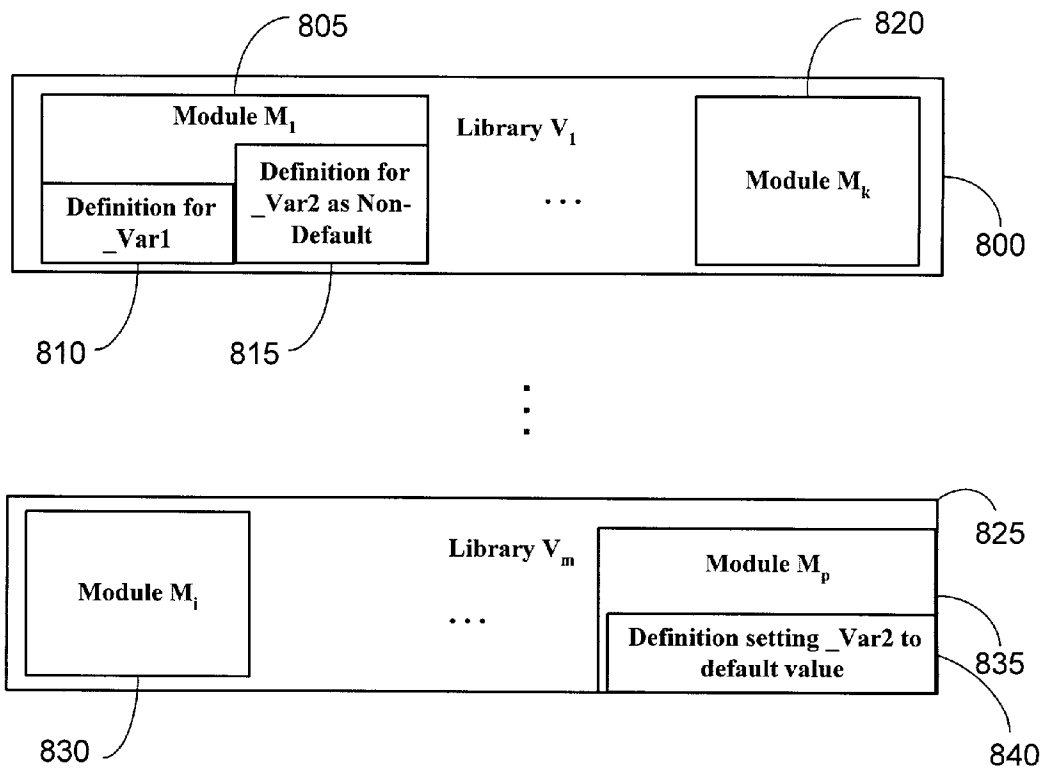 805
820
Module M1
Library V1
Definition for
_Var2 as Non-
Default
Definition for
_Var1
...
Module Mk
800
810
815
825
Library Vm
Module Mi
Module Mp
...
Definition setting _Var2 to
default value
835
830
840